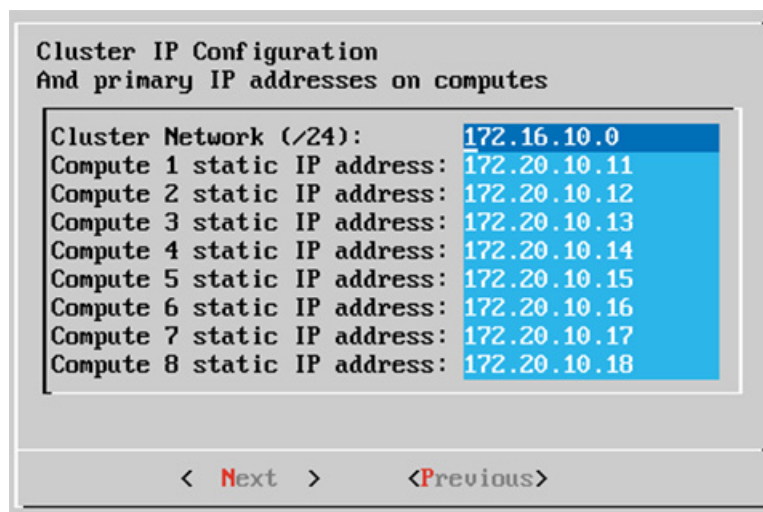 Cluster IP Configuration
And primary IP addresses on computes
Cluster Network (/24): 172.16.10.0
Compute 1 static IP address: 172.20.10.11
Compute 2 static IP address: 172.20.10.12
Compute 3 static IP address: 172.20.10.13
Compute 4 static IP address: 172.20.10.14
Compute 5 static IP address: 172.20.10.15
Compute 6 static IP address: 172.20.10.16
Compute 7 static IP address: 172.20.10.17
Compute 8 static IP address: 172.20.10.18
< Next > <Previous>